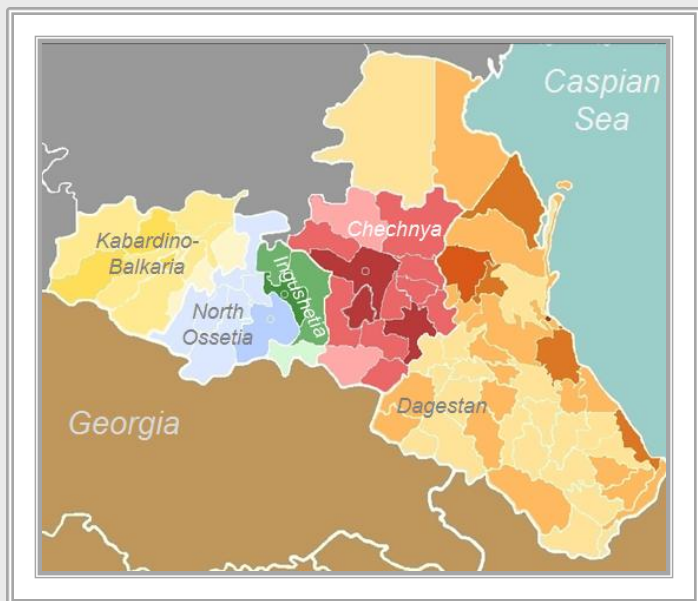 Caspian
Sea
Chechnya
Kabardino-
Balkaria
Ingushetia
North
Ossetia
Dagestan
Georgia